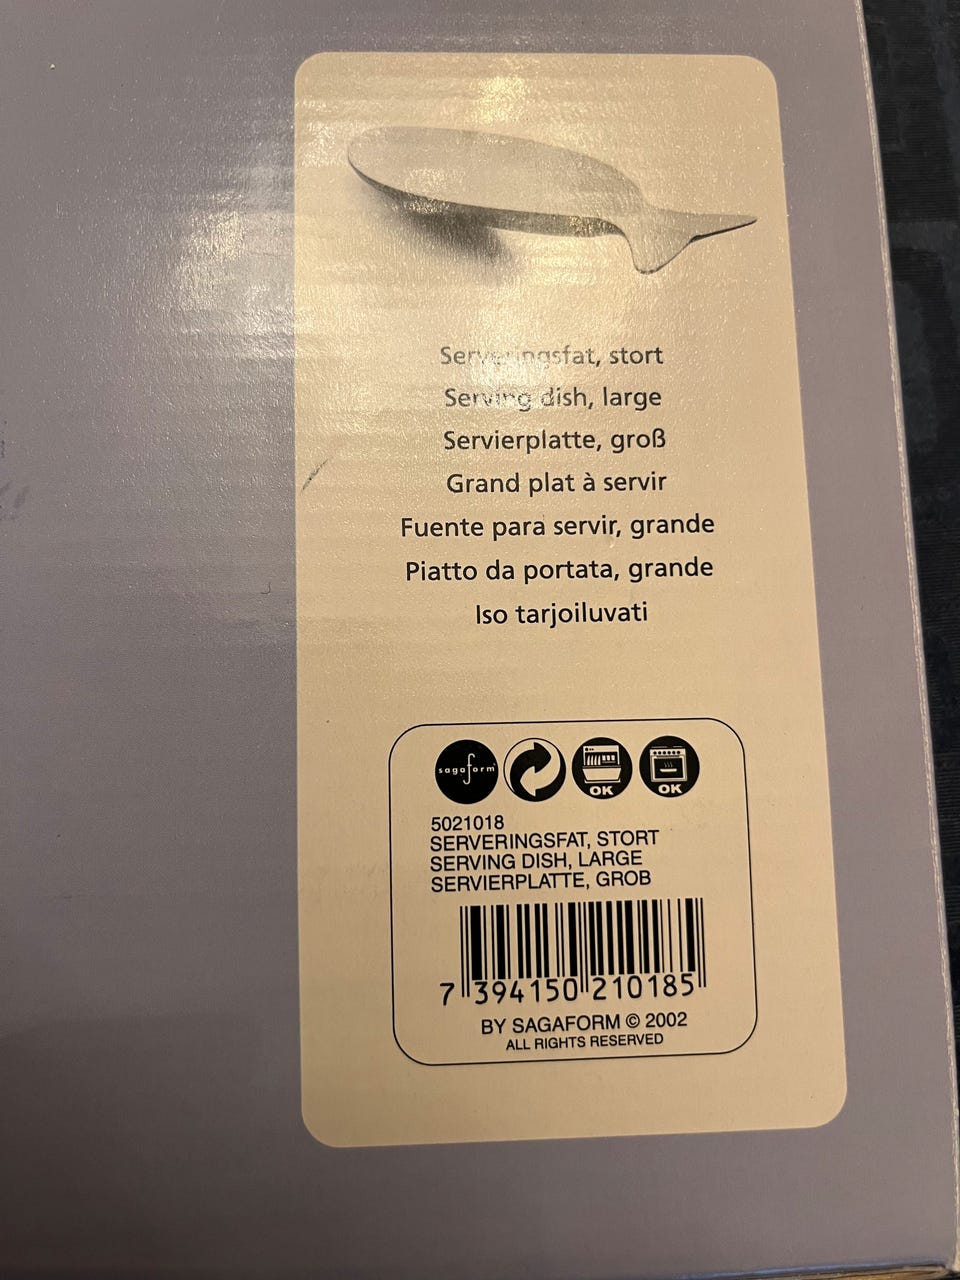 Serveringsfat, stort
Serving dish, large
Servierplatte, groß
Grand plat à servir
Fuente para servir, grande
Piatto da portata, grande
Iso tarjoiluvati
sagaform
OK
OK
5021018
SERVERINGSFAT, STORT
SERVING DISH, LARGE
SERVIERPLATTE, GROB
7 394150 210185
BY SAGAFORM © 2002
ALL RIGHTS RESERVED